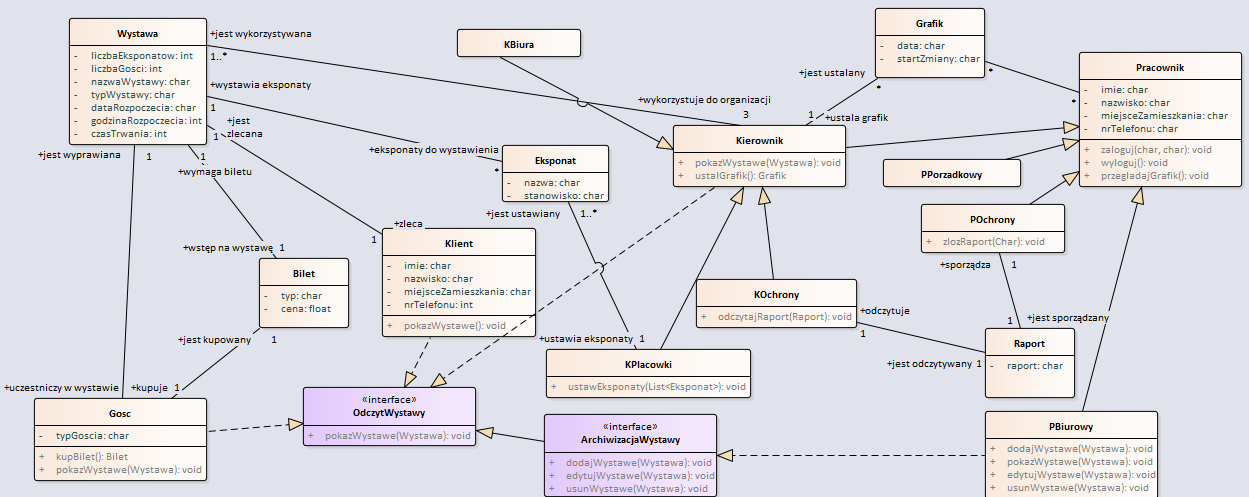 Wystawa
- liczbaEksponatow: int
- liczbaGosci: int
- nazwaWystawy: char
- typWystawy: char
- dataRozpoczecia: char
- godzinaRozpoczecia: int
- czasTrwania: int
+jest wykorzystywana
1..*
+wystawia eksponaty
1
+jest
zlecana
1
+jest wyprawiana
1
1
+wymaga biletu
KBiura
Grafik
- data: char
- startZmiany: char
+jest ustalany
*
*
*
Pracownik
- imie: char
- nazwisko: char
- miejsceZamieszkania: char
- nrTelefonu: char
+ zaloguj(char, char): void
+ wyloguj(): void
+ przegladajGrafik(): void
+wykorzystuje do organizacji
3
1
+ustala grafik
Kierownik
+ pokazWystawe(Wystawa): void
+ ustalGrafik(): Grafik
+eksponaty do wystawienia
*
Eksponat
- nazwa: char
- stanowisko: char
+jest ustawiany
1..*
PPorzadkowy
POchrony
+ zlozRaport(Char): void
+sporządza
1
+zleca
1
Klient
- imie: char
- nazwisko: char
- miejsceZamieszkania: char
- nrTelefonu: int
+ pokazWystawe(): void
+wstęp na wystawę
1
Bilet
- typ: char
- cena: float
+jest kupowany
1
KOchrony
+ odczytajRaport(Raport): void
+odczytuje
1
1
+jest sporządzany
Raport
- raport: char
+jest odczytywany
1
+ustawia eksponaty
1
KPlacowki
+ ustawEksponaty(List<Eksponat>): void
+uczestniczy w wystawie
+kupuje
1
Gosc
- typGoscia: char
+ kupBilet(): Bilet
+ pokazWystawe(Wystawa): void
«interface»
OdczytWystawy
+ pokazWystawe(Wystawa): void
«interface»
ArchiwizacjaWystawy
+ dodajWystawe(Wystawa): void
+ edytujWystawe(Wystawa): void
+ usunWystawe(Wystawa): void
PBiurowy
+ dodajWystawe(Wystawa): void
+ pokazWystawe(Wystawa): void
+ edytujWystawe(Wystawa): void
+ usunWystawe(Wystawa): void